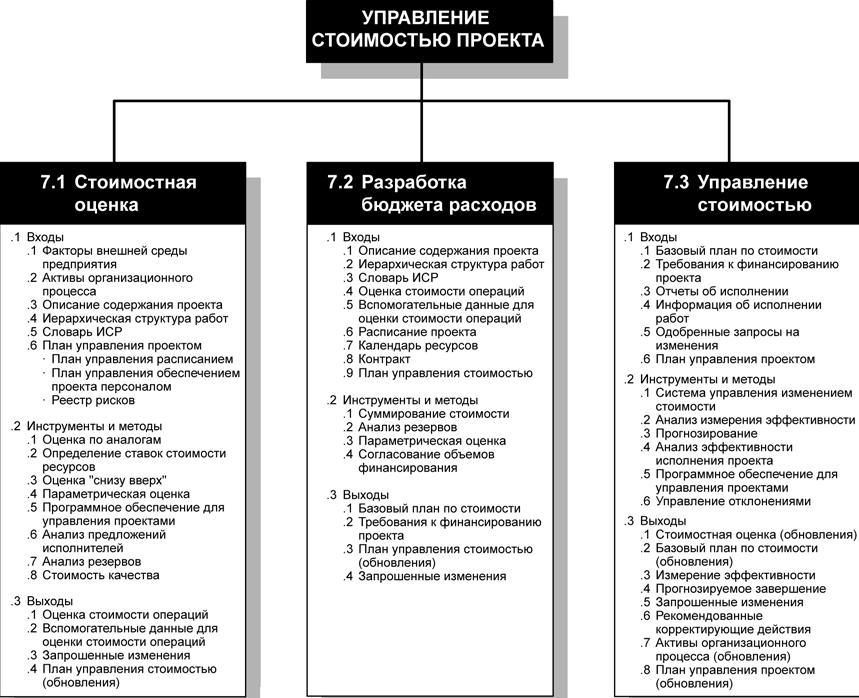 УПРАВЛЕНИЕ
СТОИМОСТЬЮ ПРОЕКТА
7.1 Стоимостная
оценка
.1 Входы
.1 Факторы внешней среды
предприятия
.2 Активы организационного
процесса
.3 Описание содержания проекта
.4 Иерархическая структура работ
.5 Словарь ИСР
.6 План управления проектом
· План управления расписанием
· План управления обеспечением
проекта персоналом
· Реестр рисков
.2 Инструменты и методы
.1 Оценка по аналогам
.2 Определение ставок стоимости
ресурсов
.3 Оценка "снизу вверх"
.4 Параметрическая оценка
.5 Программное обеспечение для
управления проектами
.6 Анализ предложений
исполнителей
.7 Анализ резервов
.8 Стоимость качества
.3 Выходы
.1 Оценка стоимости операций
.2 Вспомогательные данные для
оценки стоимости операций
.3 Запрошенные изменения
.4 План управления стоимостью
(обновления)
7.2 Разработка
бюджета расходов
.1 Входы
.1 Описание содержания проекта
.2 Иерархическая структура работ
.3 Словарь ИСР
.4 Оценка стоимости операций
.5 Вспомогательные данные для
оценки стоимости операций
.6 Расписание проекта
.7 Календарь ресурсов
.8 Контракт
.9 План управления стоимостью
.2 Инструменты и методы
.1 Суммирование стоимости
.2 Анализ резервов
.3 Параметрическая оценка
.4 Согласование объемов
финансирования
.3 Выходы
.1 Базовый план по стоимости
.2 Требования к финансированию
проекта
.3 План управления стоимостью
(обновления)
.4 Запрошенные изменения
7.3 Управление
стоимостью
.1 Входы
.1 Базовый план по стоимости
.2 Требования к финансированию
проекта
.3 Отчеты об исполнении
.4 Информация об исполнении
работ
.5 Одобренные запросы на
изменения
.6 План управления проектом
.2 Инструменты и методы
.1 Система управления изменением
стоимости
.2 Анализ измерения эффективности
.3 Прогнозирование
.4 Анализ эффективности
исполнения проекта
.5 Программное обеспечение для
управления проектами
.6 Управление отклонениями
.3 Выходы
.1 Стоимостная оценка (обновления)
.2 Базовый план по стоимости
(обновления)
.3 Измерение эффективности
.4 Прогнозируемое завершение
.5 Запрошенные изменения
.6 Рекомендованные
корректирующие действия
.7 Активы организационного
процесса (обновления)
.8 План управления проектом
(обновления)